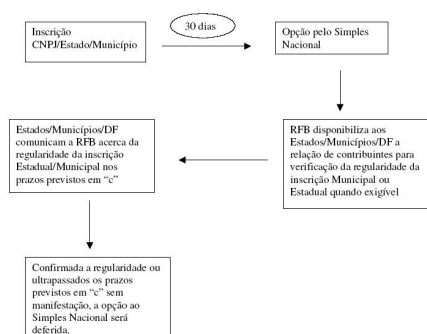 Inscrição
CNPJ/Estado/Município
30 dias
Opção pelo Simples
Nacional
RFB disponibiliza aos
Estados/Municípios/DF a
relação de contribuintes para
verificação da regularidade da
inscrição Municipal ou
Estadual quando exigível
Estados/Municípios/DF
comunicam a RFB acerca da
regularidade da inscrição
Estadual/Municipal nos
prazos previstos em “c”
Confirmada a regularidade ou
ultrapassados os prazos
previstos em “c” sem
manifestação, a opção ao
Simples Nacional será
deferida.